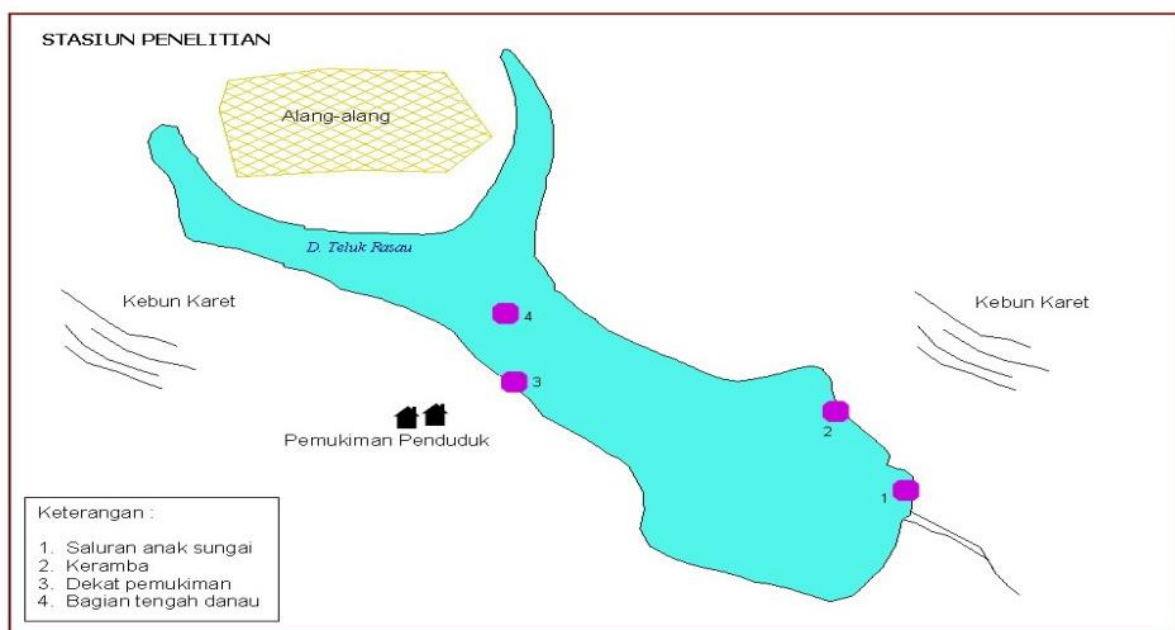 STASIUN PENELITIAN
Alang-alang
D. Teluk Rasau
Kebun Karet
Kebun Karet
4
3
2
1
Pemukiman Penduduk
Keterangan :
1. Saluran anak sungai
2. Keramba
3. Dekat pemukiman
4. Bagian tengah danau